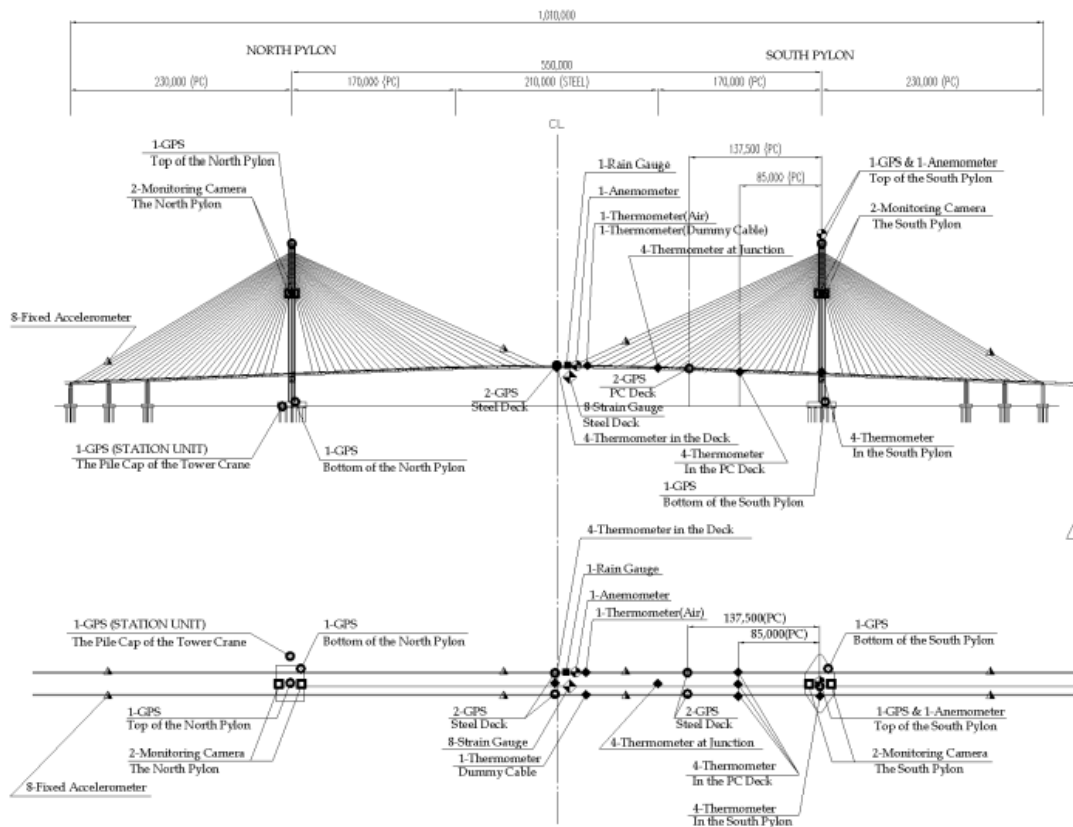 1,010,000
NORTH PYLON
SOUTH PYLON
550,000
230,000 (PC)
170,000 (PC)
210,000 (STEEL)
170,000 (PC)
230,000 (PC)
CL
1-GPS
Top of the North Pylon
2-Monitoring Camera
The North Pylon
1-Rain Gauge
1-Anemometer
1-Thermometer(Air)
1-Thermometer(Dummy Cable)
4-Thermometer at Junction
137,500 (PC)
85,000 (PC)
1-GPS & 1-Anemometer
Top of the South Pylon
2-Monitoring Camera
The South Pylon
8-Fixed Accelerometer
2-GPS
Steel Deck
2-GPS
PC Deck
8-Strain Gauge
Steel Deck
4-Thermometer in the Deck
4-Thermometer
In the PC Deck
4-Thermometer
In the South Pylon
1-GPS (STATION UNIT)
The Pile Cap of the Tower Crane
1-GPS
Bottom of the North Pylon
1-GPS
Bottom of the South Pylon
4-Thermometer in the Deck
1-Rain Gauge
1-Anemometer
1-Thermometer(Air)
137,500(PC)
85,000(PC)
1-GPS (STATION UNIT)
The Pile Cap of the Tower Crane
1-GPS
Bottom of the North Pylon
1-GPS
Bottom of the South Pylon
1-GPS
Top of the North Pylon
2-Monitoring Camera
The North Pylon
8-Fixed Accelerometer
2-GPS
Steel Deck
8-Strain Gauge
1-Thermometer
Dummy Cable
2-GPS
Steel Deck
4-Thermometer at Junction
4-Thermometer
In the PC Deck
4-Thermometer
In the South Pylon
1-GPS & 1-Anemometer
Top of the South Pylon
2-Monitoring Camera
The South Pylon